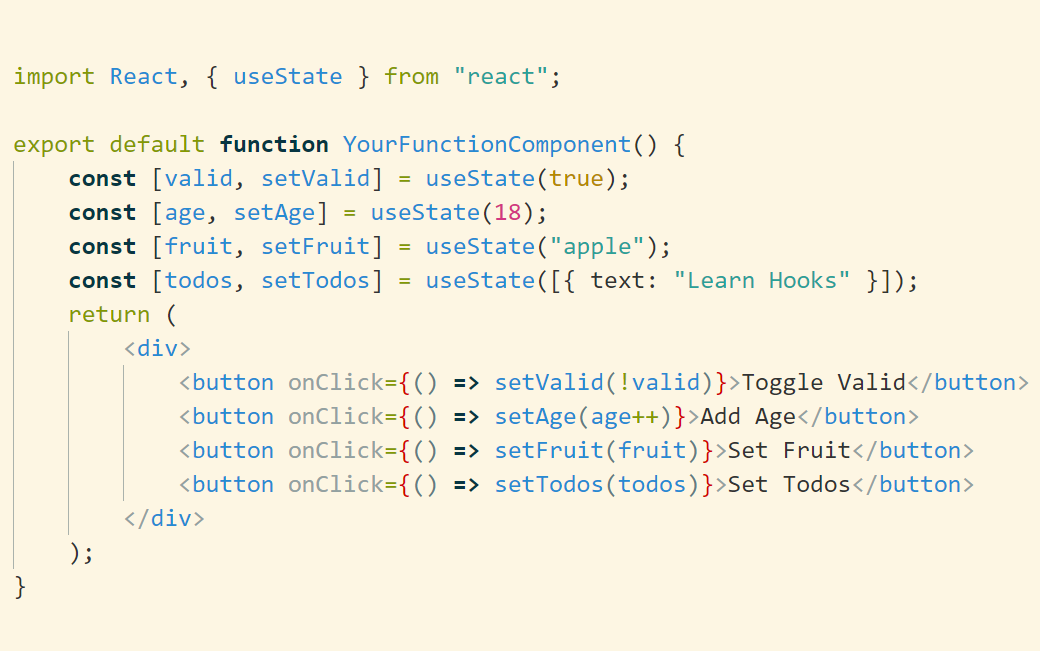 import React, { useState } from "react";
export default function YourFunctionComponent() {
const [valid, setValid] = useState(true);
const [age, setAge] = useState(18);
const [fruit, setFruit] = useState("apple");
const [todos, setTodos] = useState([{ text: "Learn Hooks" }]);
return (
<div>
<button onClick={() => setValid(!valid)}>Toggle Valid</button>
<button onClick={() => setAge(age++)}>Add Age</button>
<button onClick={() => setFruit(fruit)}>Set Fruit</button>
<button onClick={() => setTodos(todos)}>Set Todos</button>
</div>
);
}